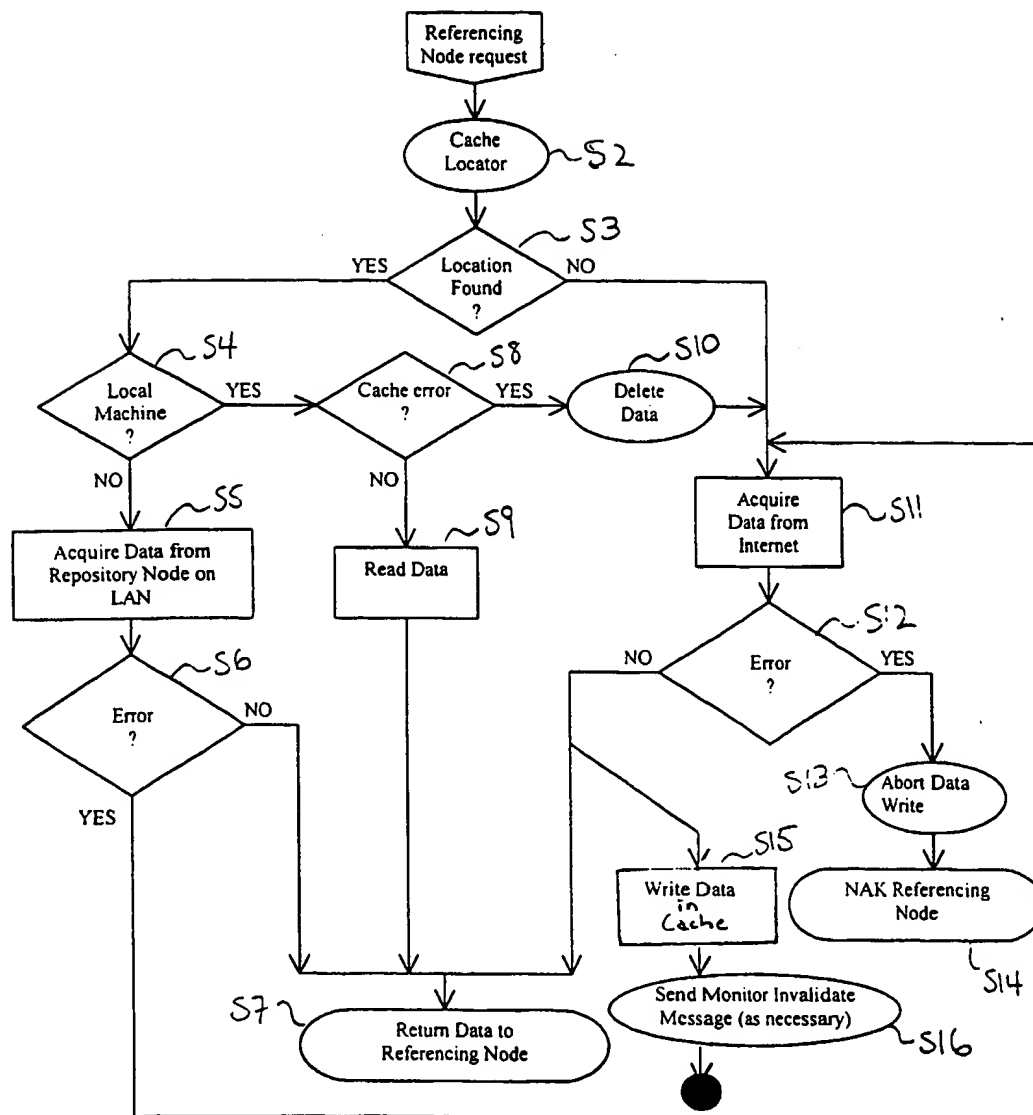 Referencing
Node request
Cache
Locator
S2
S3
YES
Location
Found
?
NO
S4
Local
Machine
?
YES
S8
Cache error
?
YES
S10
Delete
Data
NO
NO
S5
Acquire Data from
Repository Node on
LAN
S9
Read Data
Acquire
Data from
Internet
S11
S6
Error
?
NO
YES
S12
NO
Error
?
YES
S13
Abort Data
Write
S15
Write Data
in
Cache
NAK Referencing
Node
S14
S7
Return Data to
Referencing Node
Send Monitor Invalidate
Message (as necessary)
S16